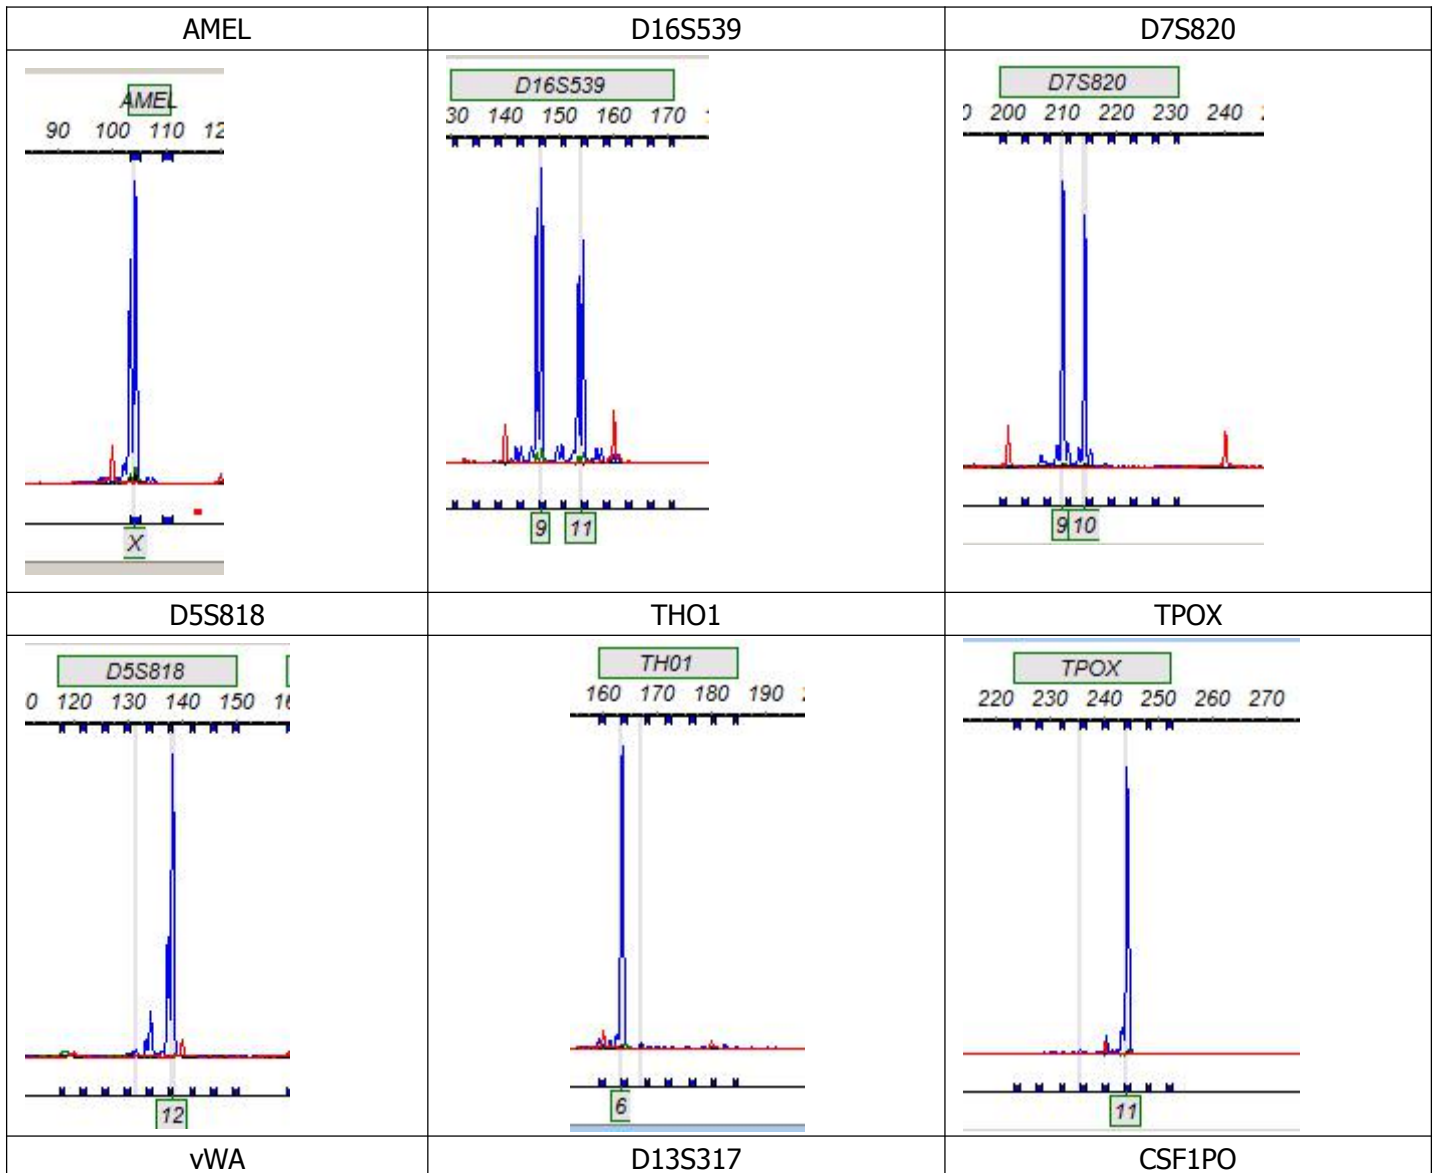 AMEL D16S539 D7S820
AMEL
90 100 110 12
X
D16S539
30 140 150 160 170
9 11
D7S820
0 200 210 220 230 240
9 10
D5S818 THO1 TPOX
D5S818
0 120 130 140 150 16
12
TH01
160 170 180 190
6
TPOX
220 230 240 250 260 270
11
vWA D13S317 CSF1PO